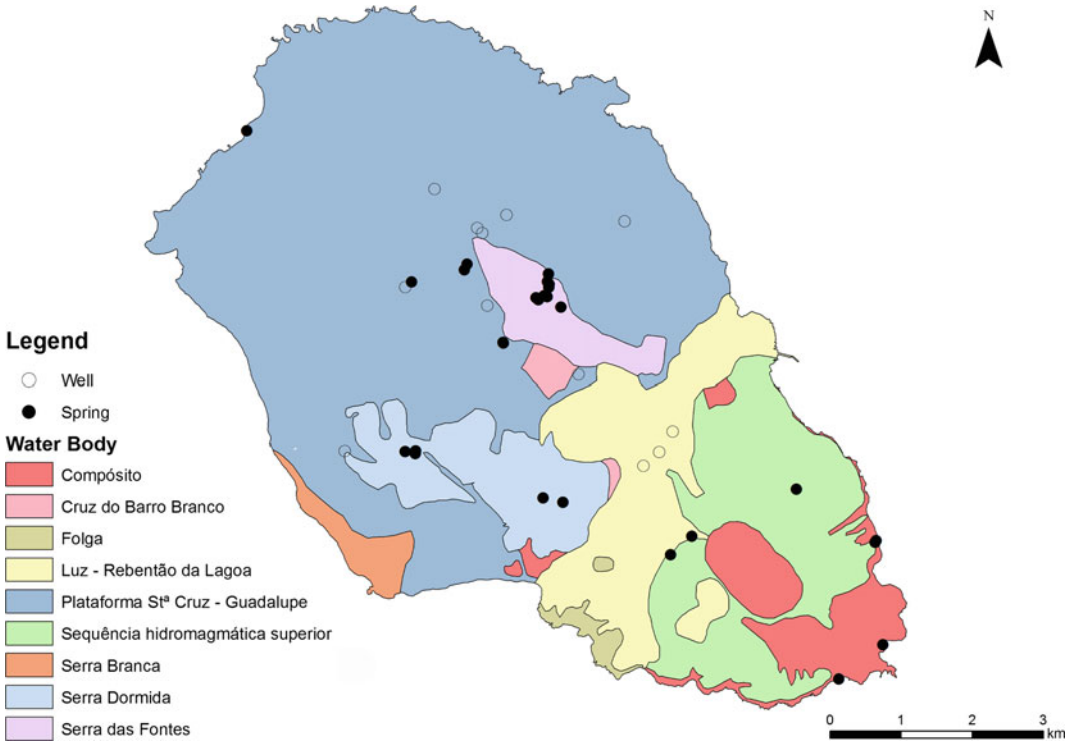 N
Legend
Well
Spring
Water Body
Compósito
Cruz do Barro Branco
Folga
Luz - Rebentão da Lagoa
Plataforma Stª Cruz - Guadalupe
Sequência hidromagmática superior
Serra Branca
Serra Dormida
Serra das Fontes
0 1 2 3
km